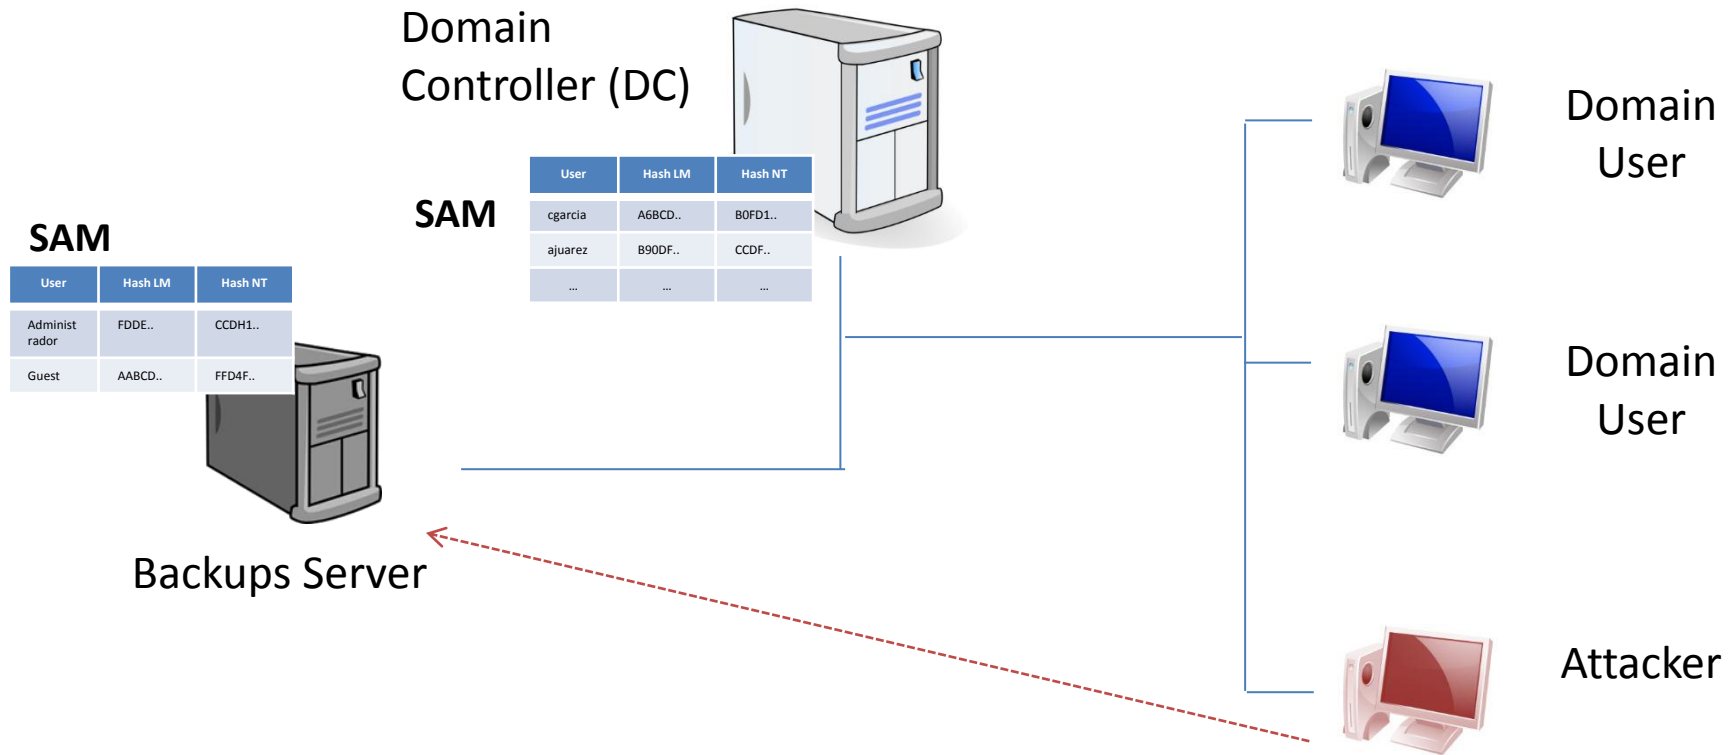 Domain
Controller (DC)
SAM
User Hash LM Hash NT
cgarcia A6BCD.. B0FD1..
ajuarez B90DF.. CCDF..
... ... ...
SAM
User Hash LM Hash NT
Administ
rador FDDE.. CCDH1..
Guest AABCD.. FFD4F..
Backups Server
Domain
User
Domain
User
Attacker